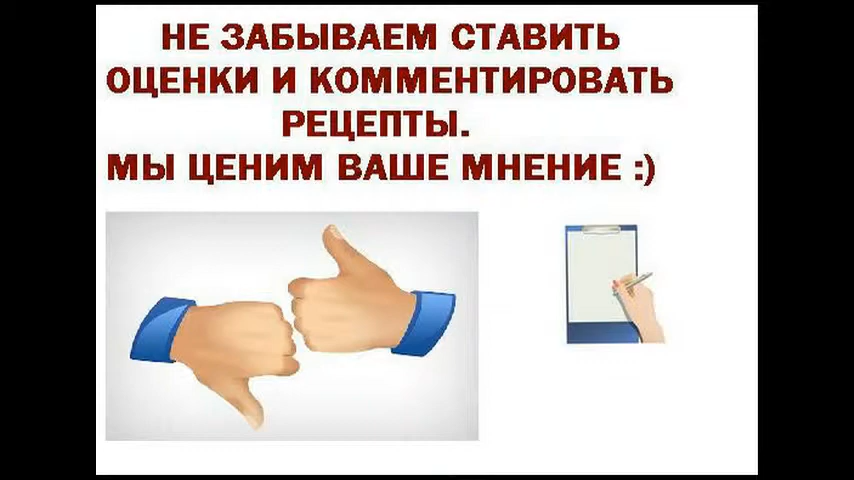 НЕ ЗАБЫВАЕМ СТАВИТЬ
ОЦЕНКИ И КОММЕНТИРОВАТЬ
РЕЦЕПТЫ.
МЫ ЦЕНИМ ВАШЕ МНЕНИЕ :)